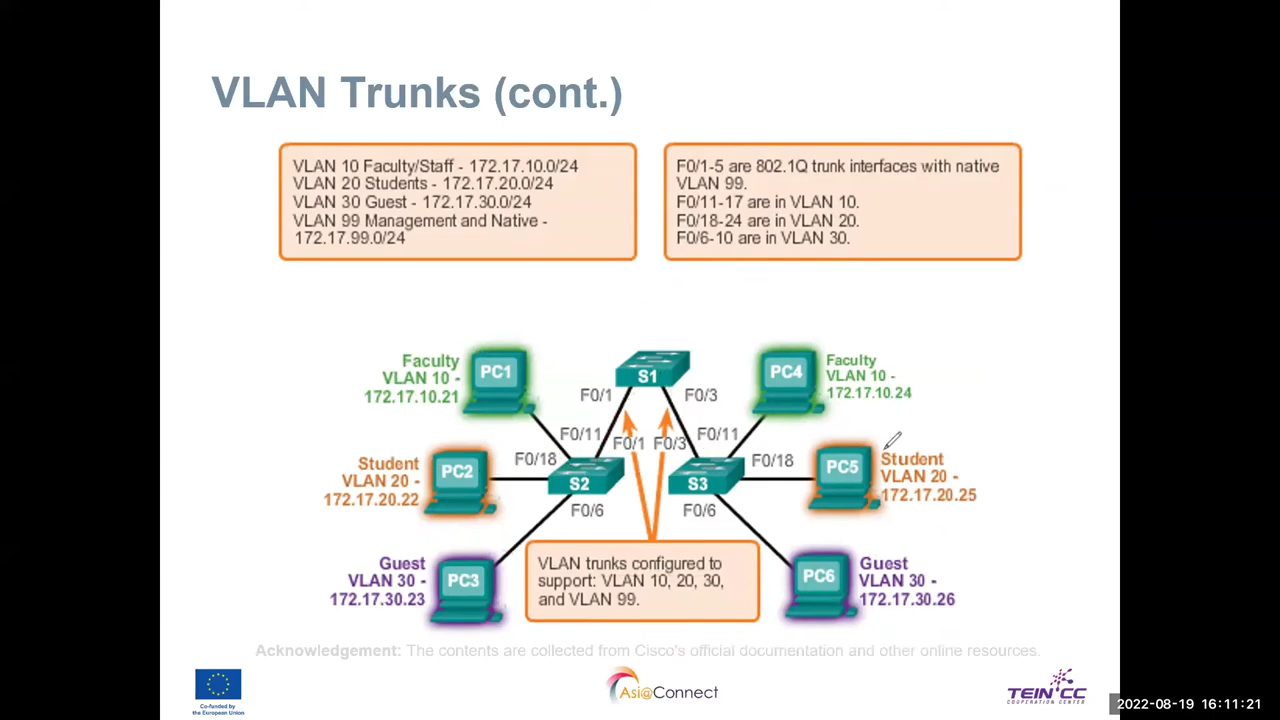 VLAN Trunks (cont.)
VLAN 10 Faculty/Staff - 172.17.10.0/24
VLAN 20 Students - 172.17.20.0/24
VLAN 30 Guest - 172.17.30.0/24
VLAN 99 Management and Native -
172.17.99.0/24
F0/1-5 are 802.1Q trunk interfaces with native
VLAN 99.
F0/11-17 are in VLAN 10.
F0/18-24 are in VLAN 20.
F0/6-10 are in VLAN 30.
Faculty
VLAN 10 -
172.17.10.21
PC1
S1
PC4
Faculty
VLAN 10 -
172.17.10.24
F0/1
F0/3
F0/11
F0/1
F0/3
F0/11
Student
VLAN 20 -
172.17.20.22
PC2
F0/18
S2
S3
F0/18
PC5
Student
VLAN 20 -
172.17.20.25
F0/6
F0/6
Guest
VLAN 30 -
172.17.30.23
PC3
VLAN trunks configured to
support: VLAN 10, 20, 30,
and VLAN 99.
PC6
Guest
VLAN 30 -
172.17.30.26
Acknowledgement: The contents are collected from Cisco's official documentation and other online resources.
Co-funded by
the European Union
Asi@Connect
TEIN*CC
COOPERATION CENTER
2022-08-19 16:11:21